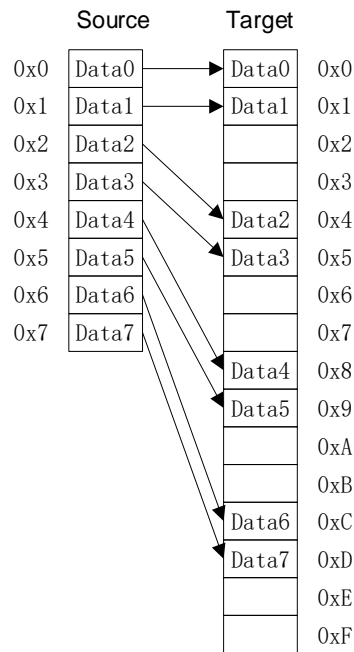 Source Target
0x0 Data0 Data0 0x0
0x1 Data1 Data1 0x1
0x2 Data2 0x2
0x3 Data3 0x3
0x4 Data4 Data2 0x4
0x5 Data5 Data3 0x5
0x6 Data6 0x6
0x7 Data7 0x7
Data4 0x8
Data5 0x9
0xA
0xB
Data6 0xC
Data7 0xD
0xE
0xF